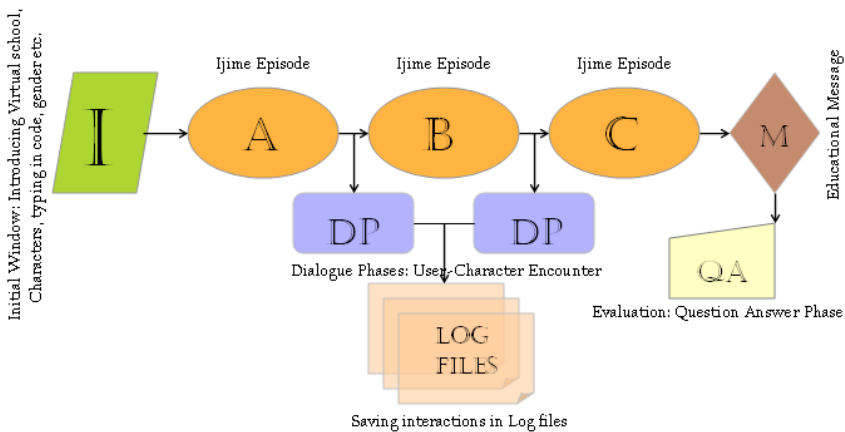 Initial Window: Introducing Virtual school,
Characters, typing in code, gender etc.
I
Ijime Episode
A
Ijime Episode
B
Ijime Episode
C
M
Educational Message
DP
DP
Dialogue Phases: User-Character Encounter
QA
Evaluation: Question Answer Phase
LOG
FILES
Saving interactions in Log files